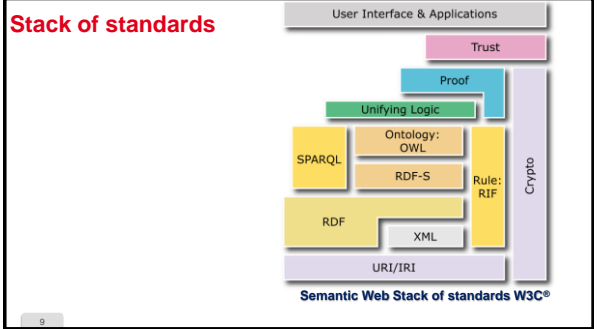 Stack of standards
User Interface & Applications
Trust
Proof
Unifying Logic
Ontology:
OWL
SPARQL
RDF-S
Rule:
RIF
Crypto
RDF
XML
URI/IRI
Semantic Web Stack of standards W3C®
9